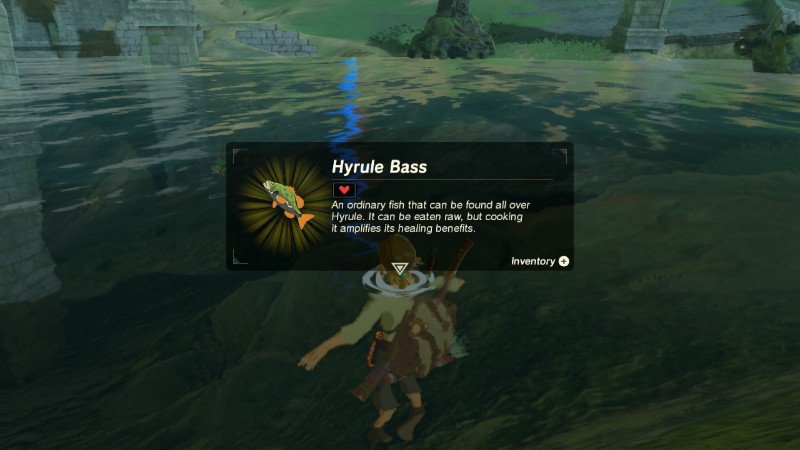 Hyrule Bass
An ordinary fish that can be found all over
Hyrule. It can be eaten raw, but cooking
it amplifies its healing benefits.
Inventory